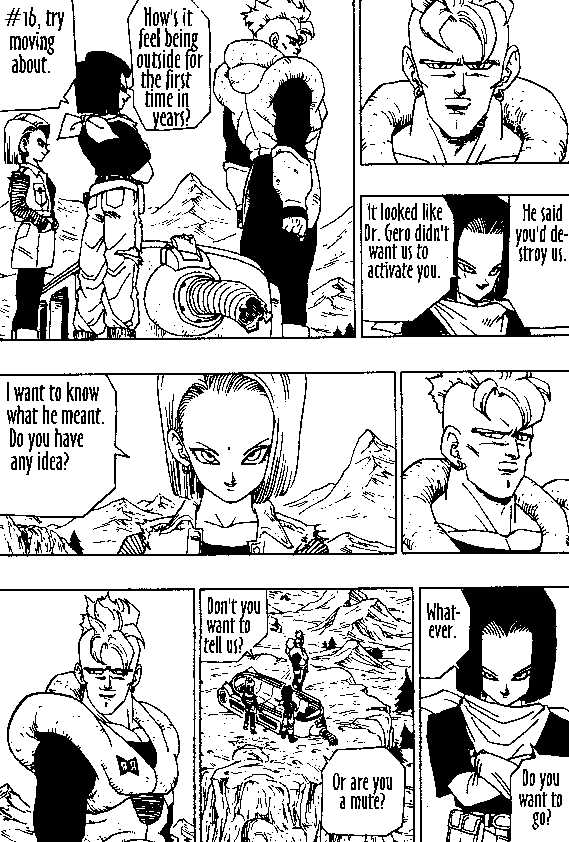 #16, try
moving
about.
How's it
feel being
outside for
the first
time in
years?
It looked like
Dr. Gero didn't
want us to
activate you.
He said
you'd de-
stroy us.
I want to know
what he meant.
Do you have
any idea?
Don't you
want to
tell us?
Or are you
a mute?
What-
ever.
Do you
want to
go?